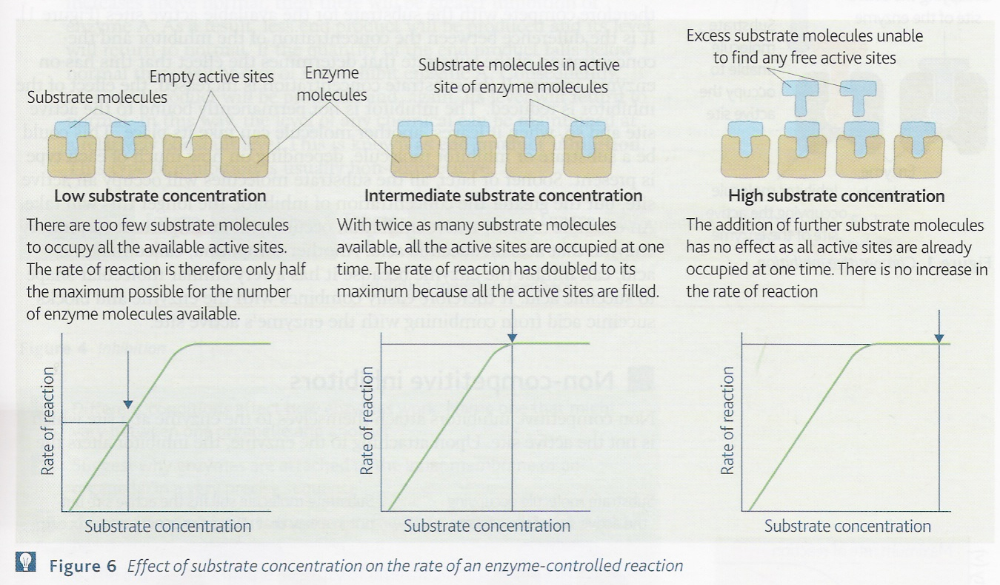 Substrate molecules
Empty active sites
Enzyme
molecules
Low substrate concentration
There are too few substrate molecules
to occupy all the available active sites.
The rate of reaction is therefore only half
the maximum possible for the number
of enzyme molecules available.
Rate of reaction
Substrate concentration
Substrate molecules in active
site of enzyme molecules
Intermediate substrate concentration
With twice as many substrate molecules
available, all the active sites are occupied at one
time. The rate of reaction has doubled to its
maximum because all the active sites are filled.
Rate of reaction
Substrate concentration
Excess substrate molecules unable
to find any free active sites
High substrate concentration
The addition of further substrate molecules
has no effect as all active sites are already
occupied at one time. There is no increase in
the rate of reaction
Rate of reaction
Substrate concentration
Figure 6 Effect of substrate concentration on the rate of an enzyme-controlled reaction